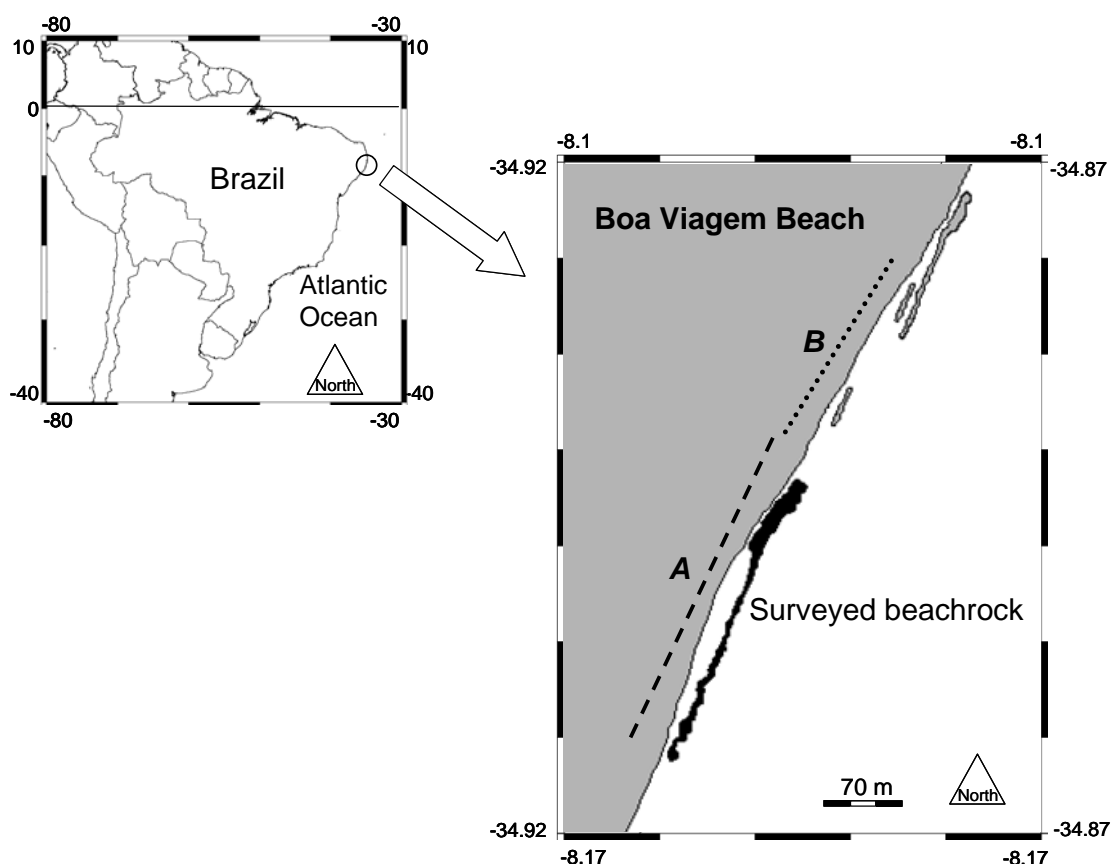 -80
-30
10
10
0
Brazil
Atlantic
Ocean
North
-40
-40
-80
-30
-8.1
-8.1
-34.92
-34.87
Boa Viagem Beach
B
A
Surveyed beachrock
70 m
North
-34.92
-34.87
-8.17
-8.17